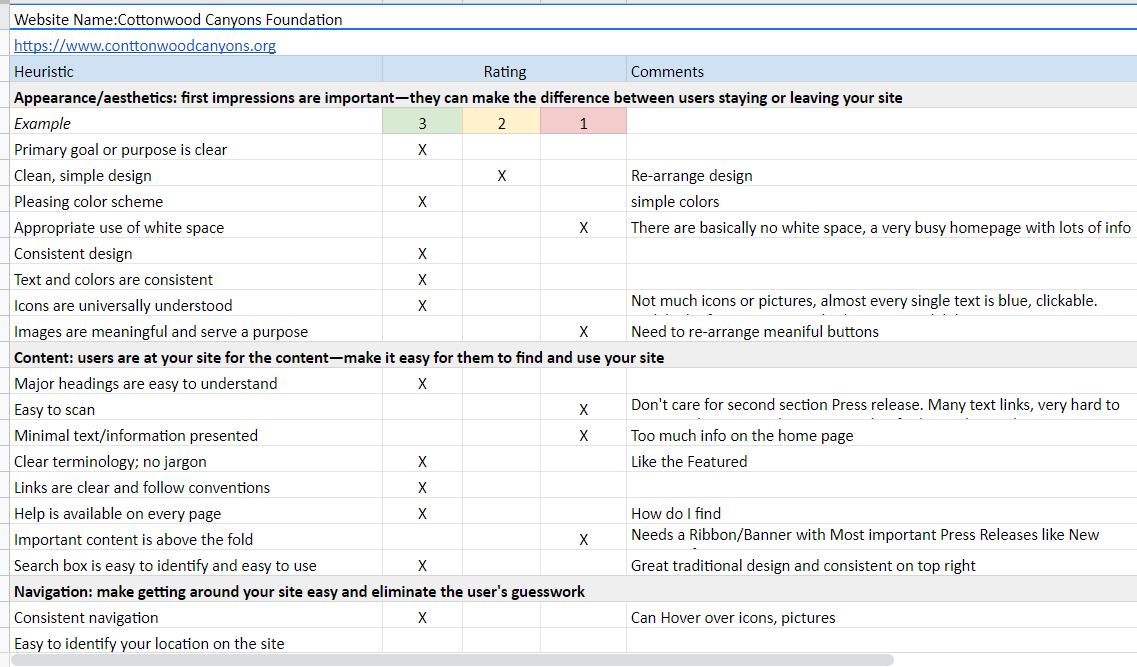 Website Name:Cottonwood Canyons Foundation
https://www.conttonwoodcanyons.org
Heuristic Rating Comments
Appearance/aesthetics: first impressions are important—they can make the difference between users staying or leaving your site
Example 3 2 1
Primary goal or purpose is clear X
Clean, simple design X Re-arrange design
Pleasing color scheme X simple colors
Appropriate use of white space X There are basically no white space, a very busy homepage with lots of info
Consistent design X
Text and colors are consistent X
Icons are universally understood X Not much icons or pictures, almost every single text is blue, clickable.
Images are meaningful and serve a purpose X Need to re-arrange meaniful buttons
Content: users are at your site for the content—make it easy for them to find and use your site
Major headings are easy to understand X
Easy to scan X Don't care for second section Press release. Many text links, very hard to
Minimal text/information presented X Too much info on the home page
Clear terminology; no jargon X Like the Featured
Links are clear and follow conventions X
Help is available on every page X How do I find
Important content is above the fold X Needs a Ribbon/Banner with Most important Press Releases like New
Search box is easy to identify and easy to use X Great traditional design and consistent on top right
Navigation: make getting around your site easy and eliminate the user's guesswork
Consistent navigation X Can Hover over icons, pictures
Easy to identify your location on the site